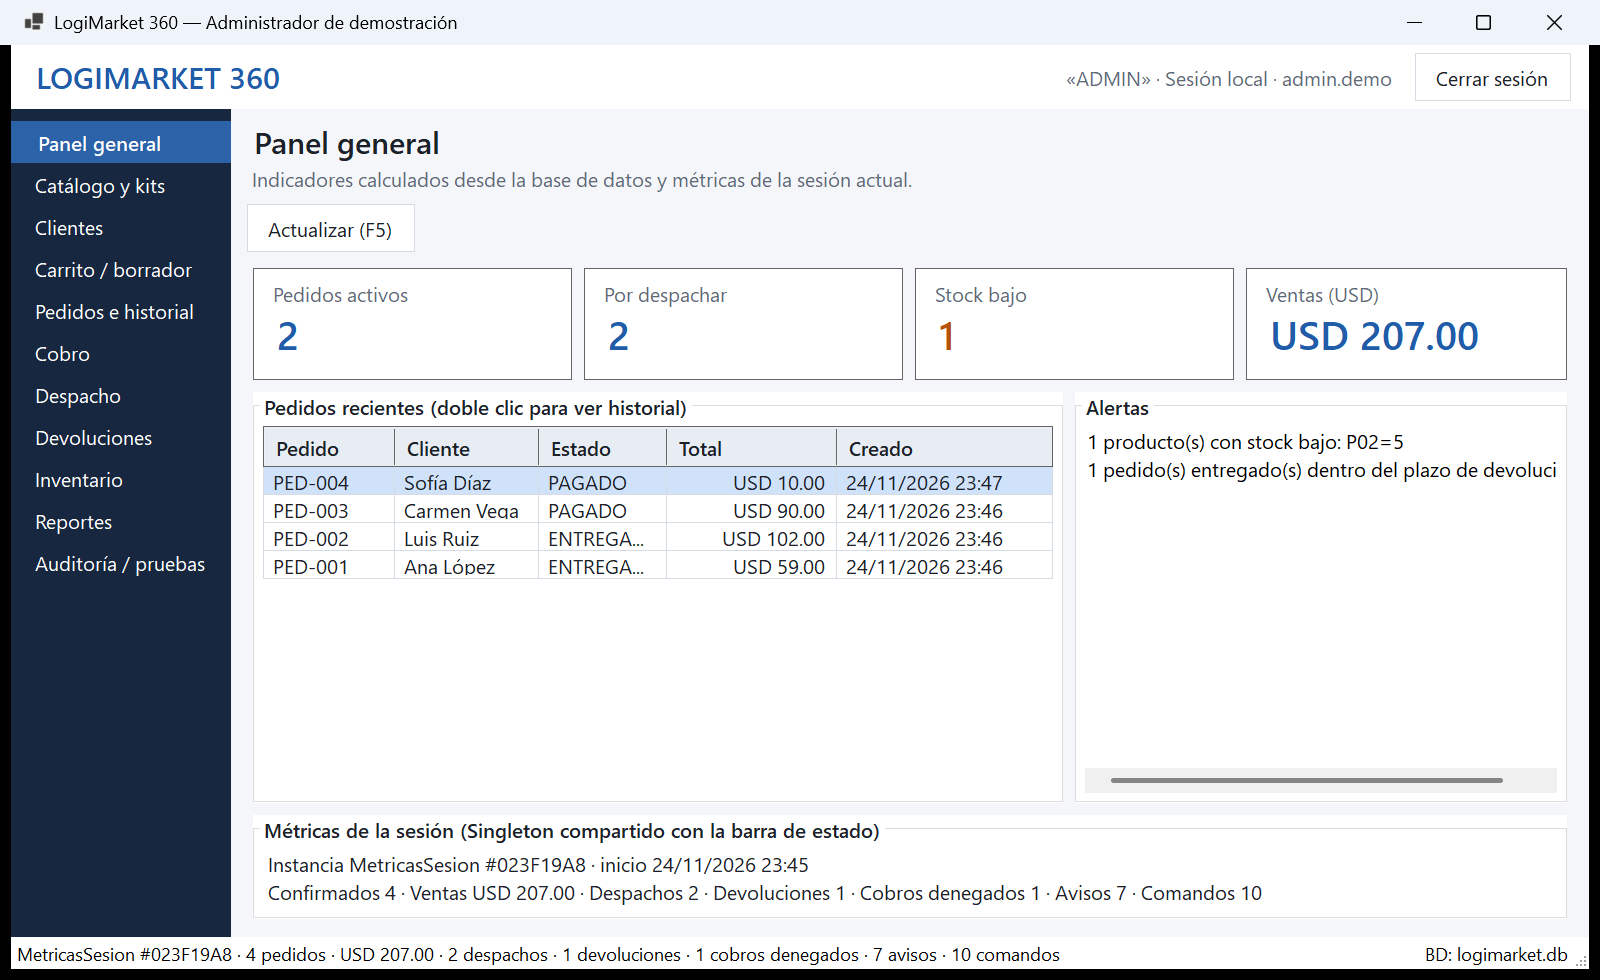 LogiMarket 360 — Administrador de demostración
LOGIMARKET 360
«ADMIN» · Sesión local · admin.demo
Cerrar sesión
Panel general
Catálogo y kits
Clientes
Carrito / borrador
Pedidos e historial
Cobro
Despacho
Devoluciones
Inventario
Reportes
Auditoría / pruebas
Panel general
Indicadores calculados desde la base de datos y métricas de la sesión actual.
Actualizar (F5)
Pedidos activos
2
Por despachar
2
Stock bajo
1
Ventas (USD)
USD 207.00
Pedidos recientes (doble clic para ver historial)
Pedido Cliente Estado Total Creado
PED-004 Sofía Díaz PAGADO USD 10.00 24/11/2026 23:47
PED-003 Carmen Vega PAGADO USD 90.00 24/11/2026 23:46
PED-002 Luis Ruiz ENTREGA... USD 102.00 24/11/2026 23:46
PED-001 Ana López ENTREGA... USD 59.00 24/11/2026 23:46
Alertas
1 producto(s) con stock bajo: P02=5
1 pedido(s) entregado(s) dentro del plazo de devoluci
Métricas de la sesión (Singleton compartido con la barra de estado)
Instancia MetricasSesion #023F19A8 · inicio 24/11/2026 23:45
Confirmados 4 · Ventas USD 207.00 · Despachos 2 · Devoluciones 1 · Cobros denegados 1 · Avisos 7 · Comandos 10
MetricasSesion #023F19A8 · 4 pedidos · USD 207.00 · 2 despachos · 1 devoluciones · 1 cobros denegados · 7 avisos · 10 comandos
BD: logimarket.db